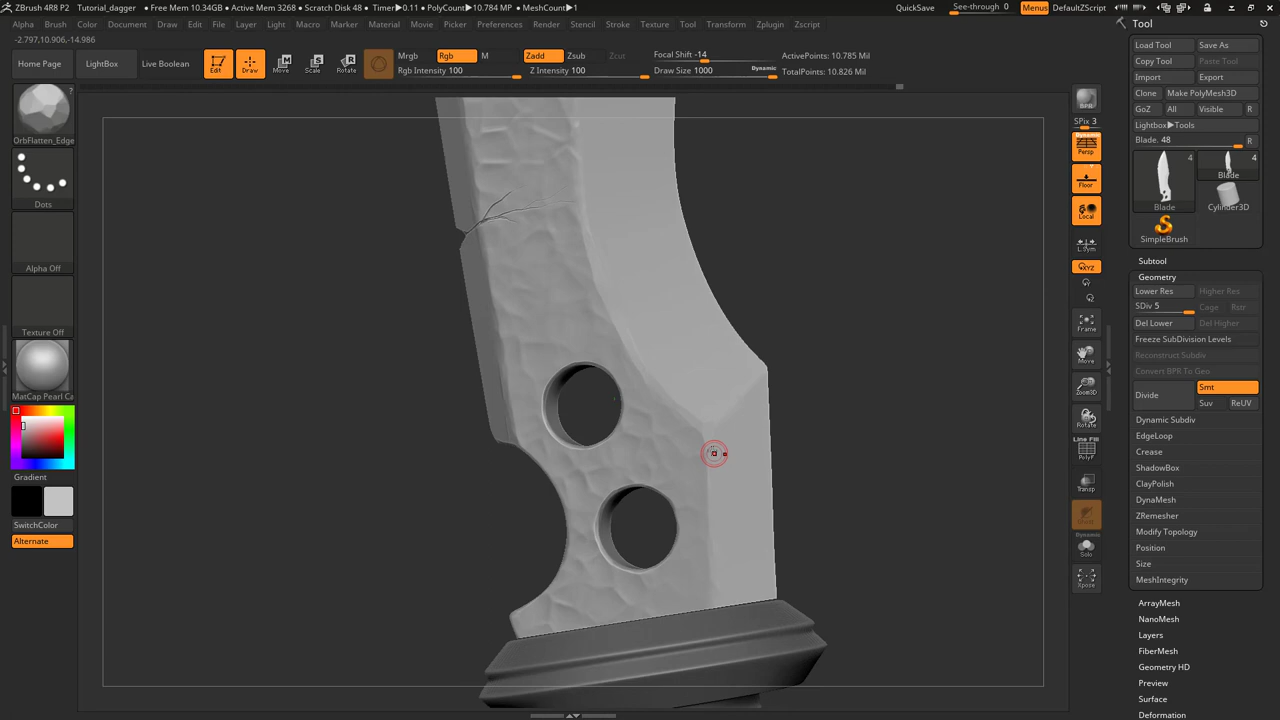 ZBrush 4R8 P2 Tutorial_dagger • Free Mem 10.34GB • Active Mem 3268 • Scratch Disk 48 • Timer▶0.11 • PolyCount▶10.784 MP • MeshCount▶1 QuickSave See-through 0 Menus DefaultZScript
Alpha Brush Color Document Draw Edit File Layer Light Macro Marker Material Movie Picker Preferences Render Stencil Stroke Texture Tool Transform Zplugin Zscript
-2.797,10.906,-14.986
Home Page
LightBox
Live Boolean
Edit
Draw
Move
Scale
Rotate
Mrgb Rgb M
Rgb Intensity 100
Zadd Zsub Zcut
Z Intensity 100
Focal Shift -14
Draw Size 1000 Dynamic
ActivePoints: 10.785 Mil
TotalPoints: 10.826 Mil
OrbFlatten_Edge
Dots
Alpha Off
Texture Off
MatCap Pearl Ca
Gradient
SwitchColor
Alternate
BPR
SPix 3
Dynamic
Persp
Floor
Local
L.Sym
XYZ
Frame
Move
Zoom3D
Rotate
Line Fill
PolyF
Transp
Dynamic
Solo
Xpose
Tool
Load Tool Save As
Copy Tool Paste Tool
Import Export
Clone Make PolyMesh3D
GoZ All Visible R
Lightbox▶Tools
Blade. 48 R
4 4
Blade
Blade Cylinder3D
SimpleBrush
Subtool
Geometry
Lower Res Higher Res
SDiv 5 Cage Rstr
Del Lower Del Higher
Freeze SubDivision Levels
Reconstruct Subdiv
Convert BPR To Geo
Divide Smt
Suv ReUV
Dynamic Subdiv
EdgeLoop
Crease
ShadowBox
ClayPolish
DynaMesh
ZRemesher
Modify Topology
Position
Size
MeshIntegrity
ArrayMesh
NanoMesh
Layers
FiberMesh
Geometry HD
Preview
Surface
Deformation